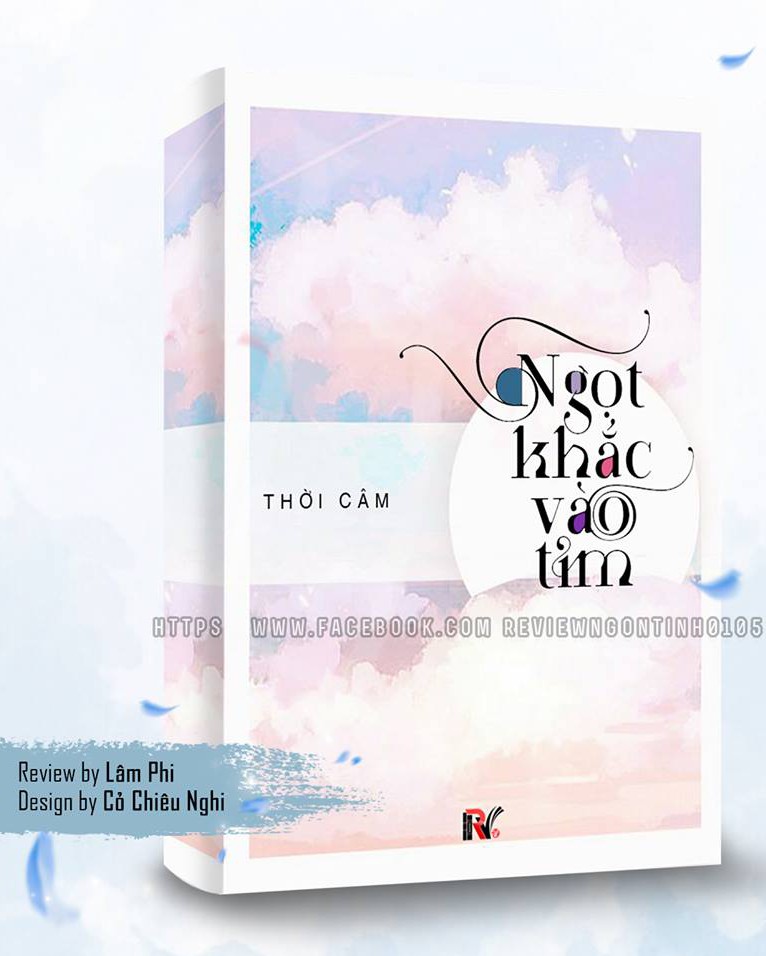 Ngọt
khắc
vào
tim
THỜI CÂM
HTTPS WWW.FACEBOOK.COM REVIEWNGONTINH0105
Review by Lâm Phi
Design by Cỏ Chiêu Nghi
RV